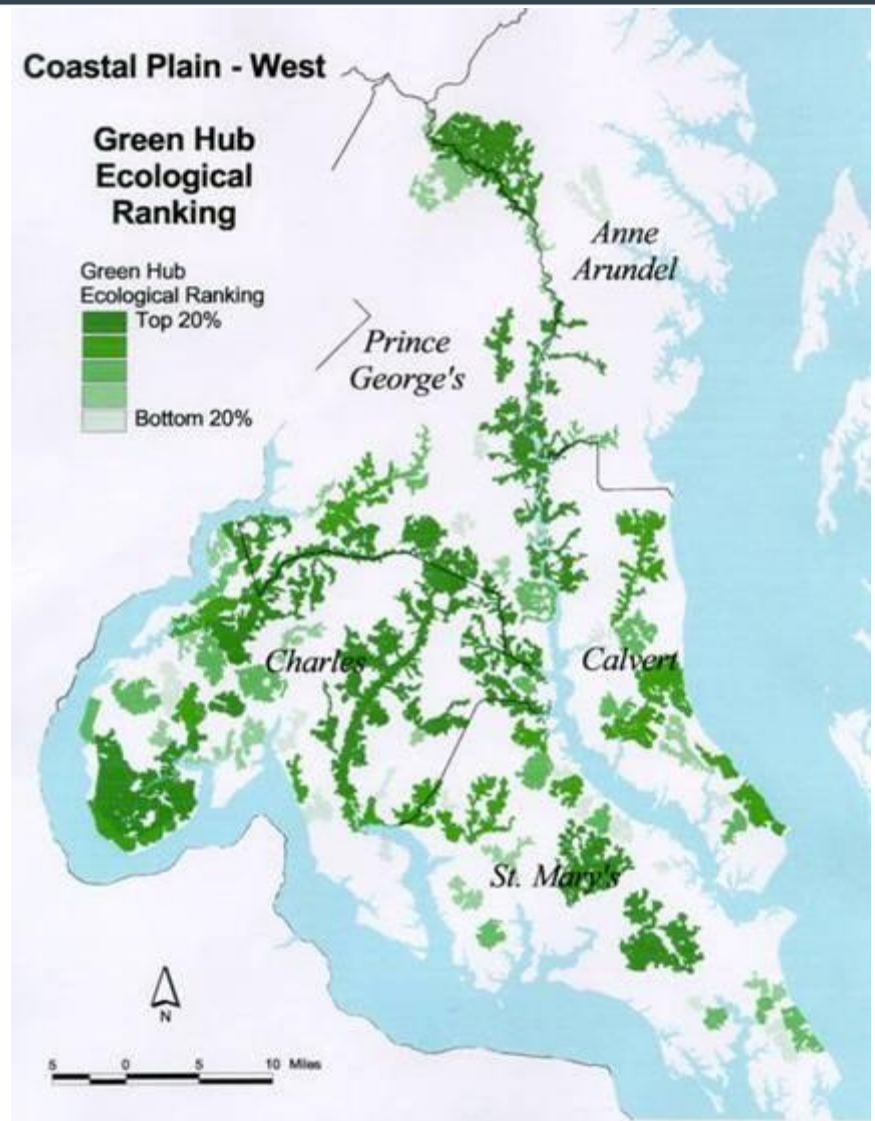 Coastal Plain - West
Green Hub
Ecological
Ranking
Green Hub
Ecological Ranking
Top 20%
Bottom 20%
Anne
Arundel
Prince
George's
Charles
Calvert
St. Mary's
N
5 0 5 10 Miles